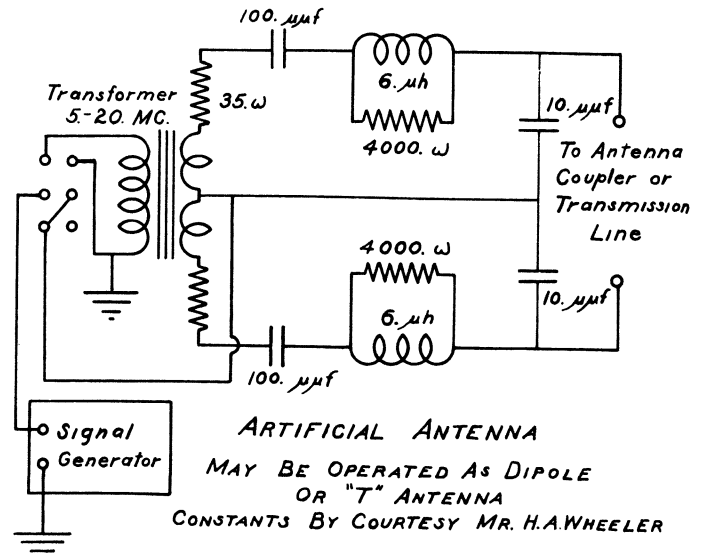 100. μμf
6. μh
Transformer
5.-20. MC.
35. ω
10. μμf
4000. ω
To Antenna
Coupler or
Transmission
Line
4000. ω
6. μh
10. μμf
100. μμf
Signal
Generator
ARTIFICIAL ANTENNA
MAY BE OPERATED AS DIPOLE
OR "T" ANTENNA
CONSTANTS BY COURTESY MR. H.A.WHEELER